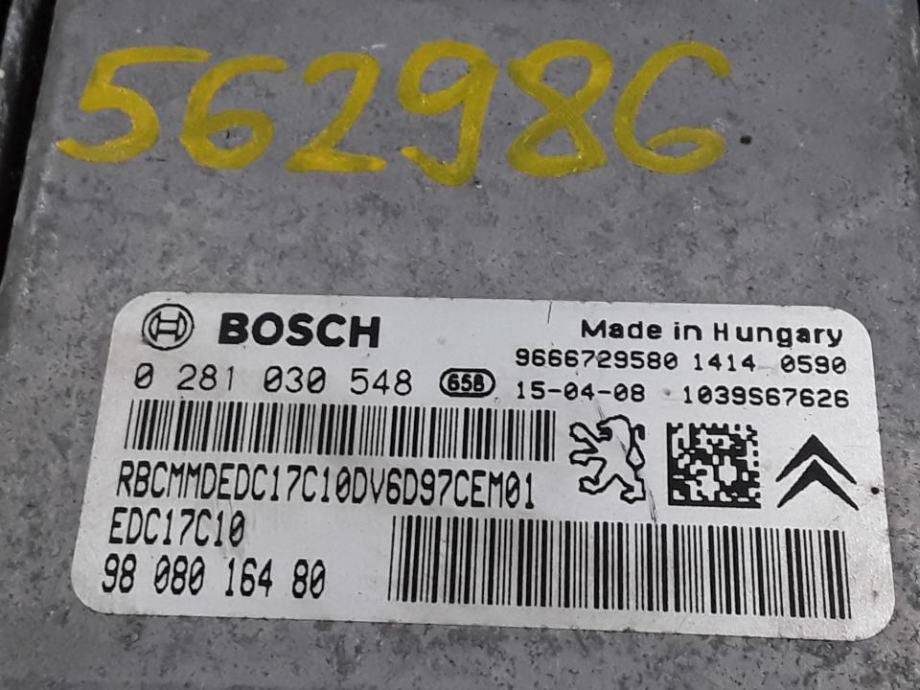 562986
BOSCH
Made in Hungary
9666729580 1414 0590
0 281 030 548 658 15-04-08 1039S67626
RBCMMDEDC17C10DV6D97CEM01
EDC17C10
98 080 164 80